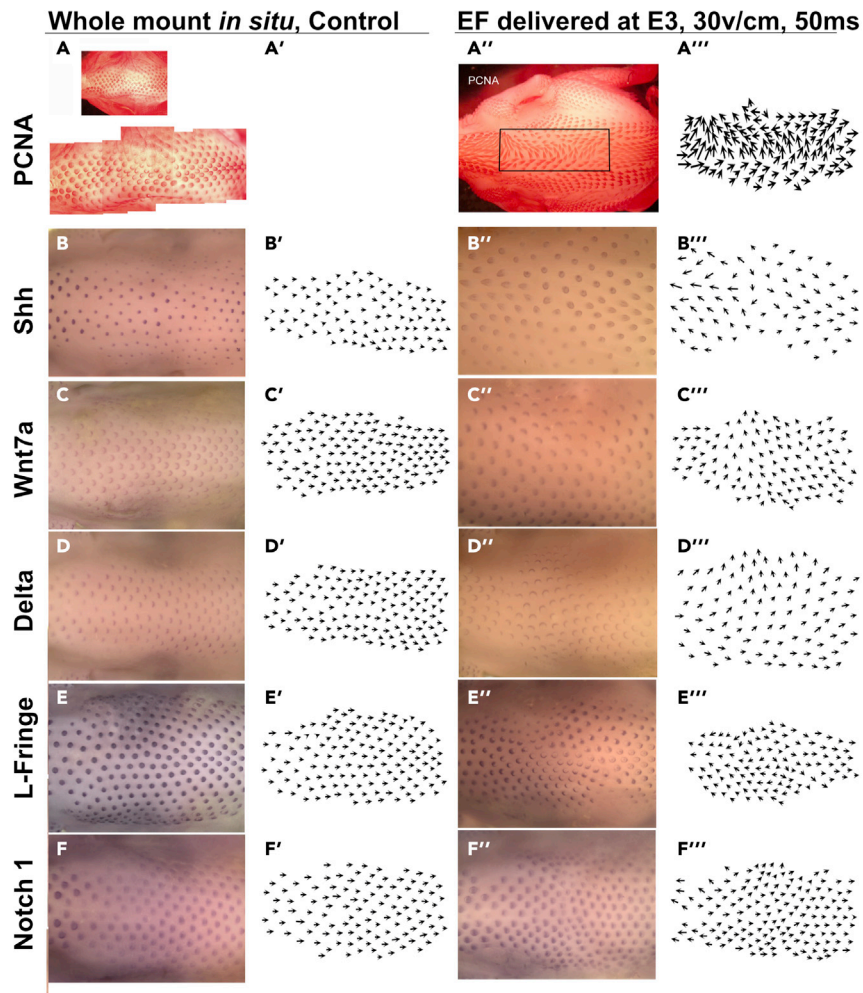 Whole mount in situ, Control
EF delivered at E3, 30v/cm, 50ms
A
A′
A′′
A′′′
PCNA
PCNA
B
B′
B′′
B′′′
Shh
C
C′
C′′
C′′′
Wnt7a
D
D′
D′′
D′′′
Delta
E
E′
E′′
E′′′
L-Fringe
F
F′
F′′
F′′′
Notch 1